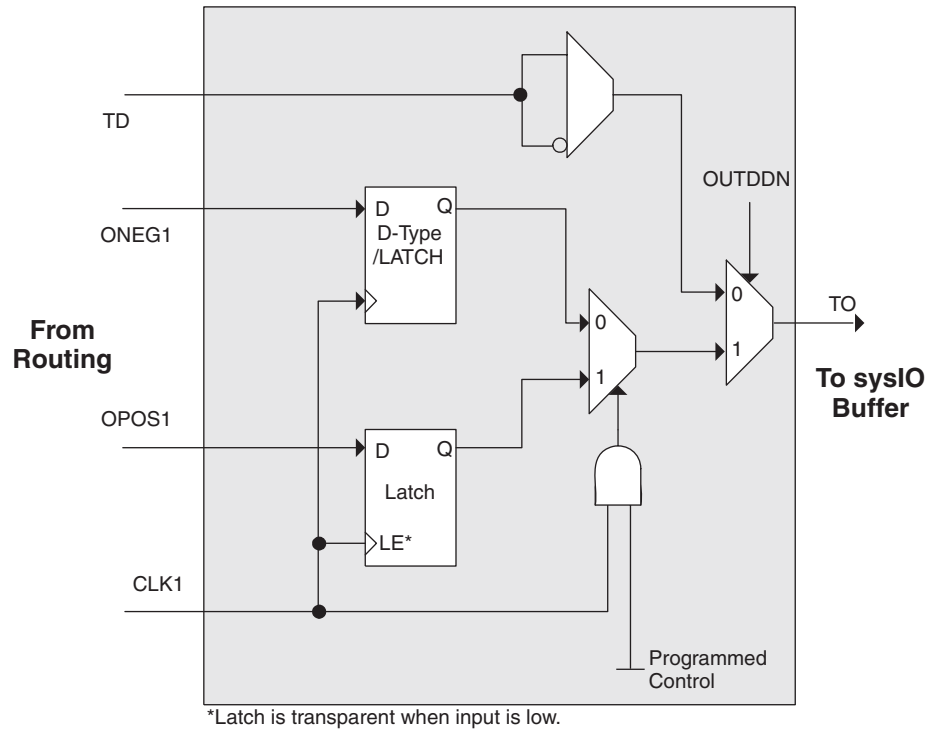 TD
OUTDDN
D Q
D-Type
/LATCH
ONEG1
0
TO
0
From
Routing
1
1
To sysIO
Buffer
OPOS1
D Q
Latch
LE*
CLK1
Programmed
Control
*Latch is transparent when input is low.